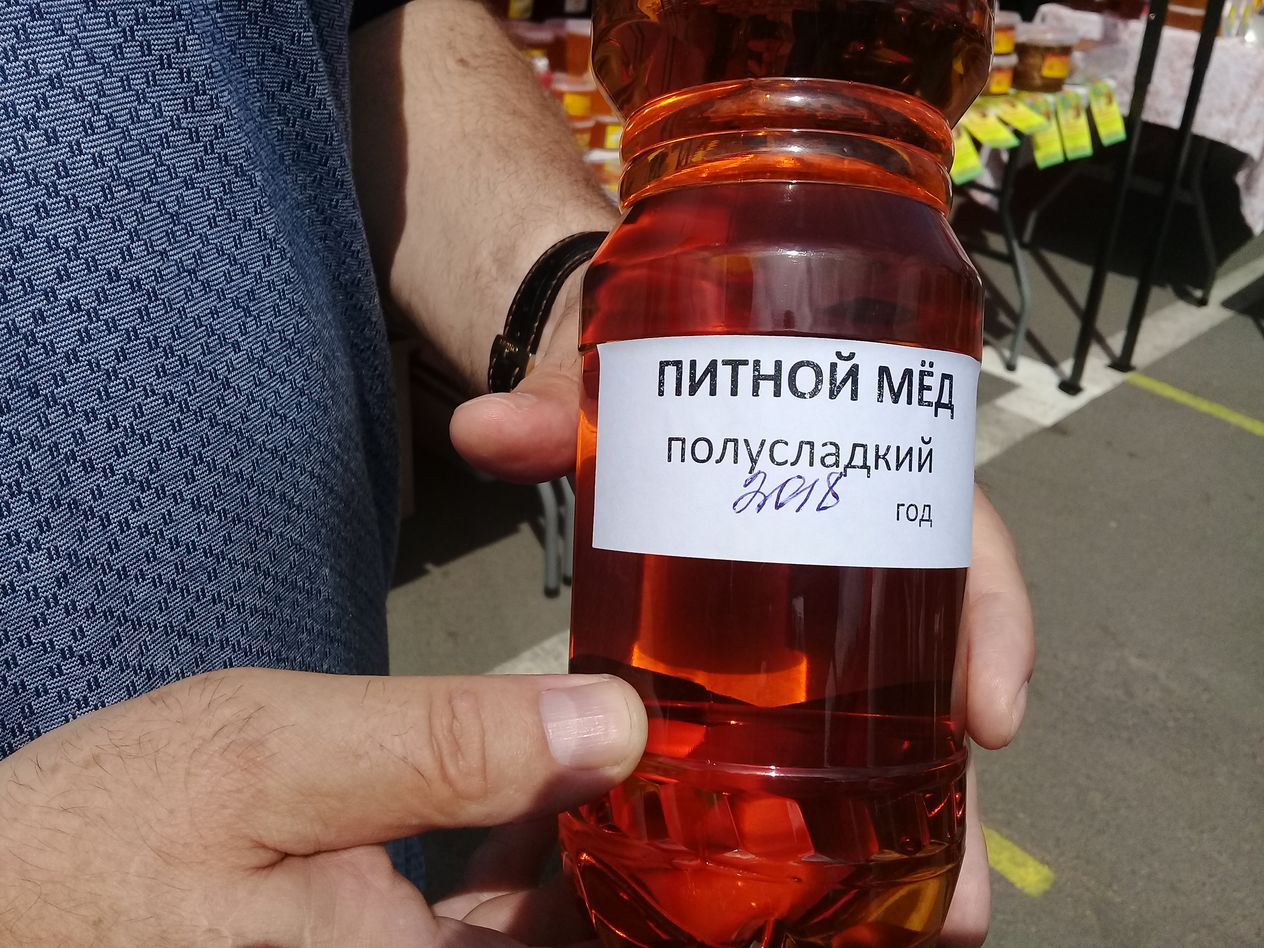 ПИТНОЙ МЁД
полусладкий
2018 год